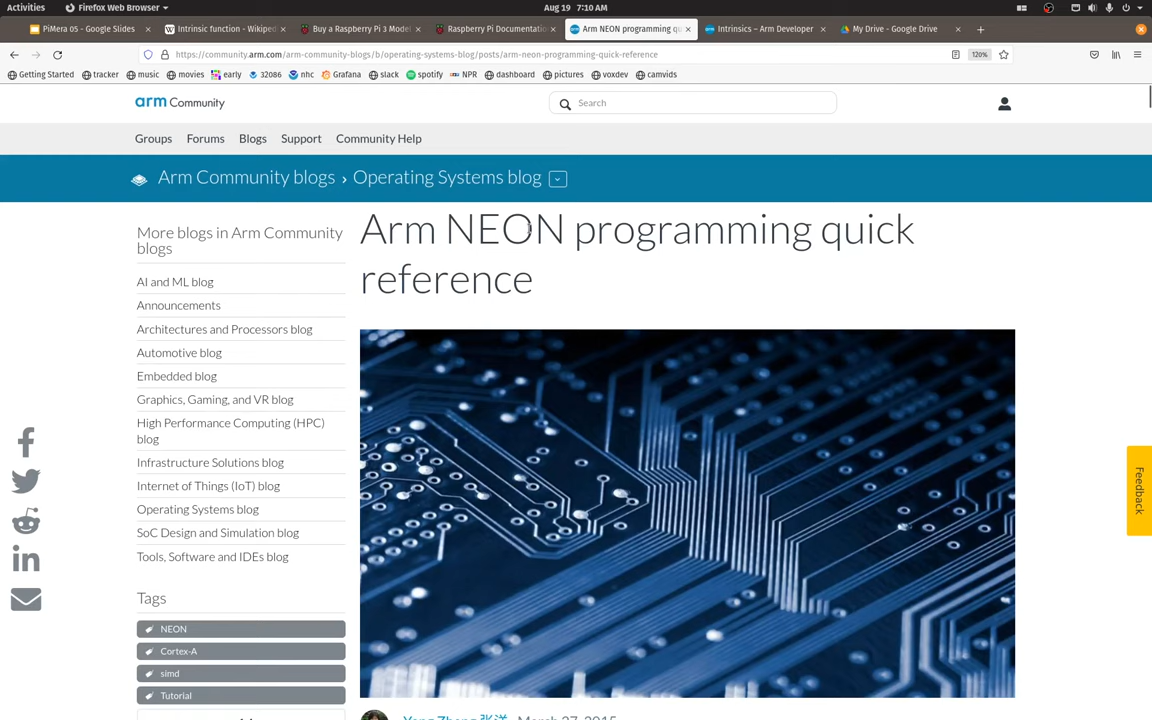 Activities
Firefox Web Browser
Aug 19 7:10 AM
PiMera 05 - Google Slides
Intrinsic function - Wikiped
Buy a Raspberry Pi 3 Model
Raspberry Pi Documentatio
Arm NEON programming qu
Intrinsics – Arm Developer
My Drive - Google Drive
https://community.arm.com/arm-community-blogs/b/operating-systems-blog/posts/arm-neon-programming-quick-reference
120%
Getting Started
tracker
music
movies
early
32086
nhc
Grafana
slack
spotify
NPR
dashboard
pictures
voxdev
camvids
arm Community
Search
Groups
Forums
Blogs
Support
Community Help
Arm Community blogs › Operating Systems blog
Arm NEON programming quick
reference
More blogs in Arm Community
blogs
AI and ML blog
Announcements
Architectures and Processors blog
Automotive blog
Embedded blog
Graphics, Gaming, and VR blog
High Performance Computing (HPC)
blog
Infrastructure Solutions blog
Internet of Things (IoT) blog
Operating Systems blog
SoC Design and Simulation blog
Tools, Software and IDEs blog
Tags
NEON
Cortex-A
simd
Tutorial
Feedback
Yang Zhang 张洋 March 27, 2015